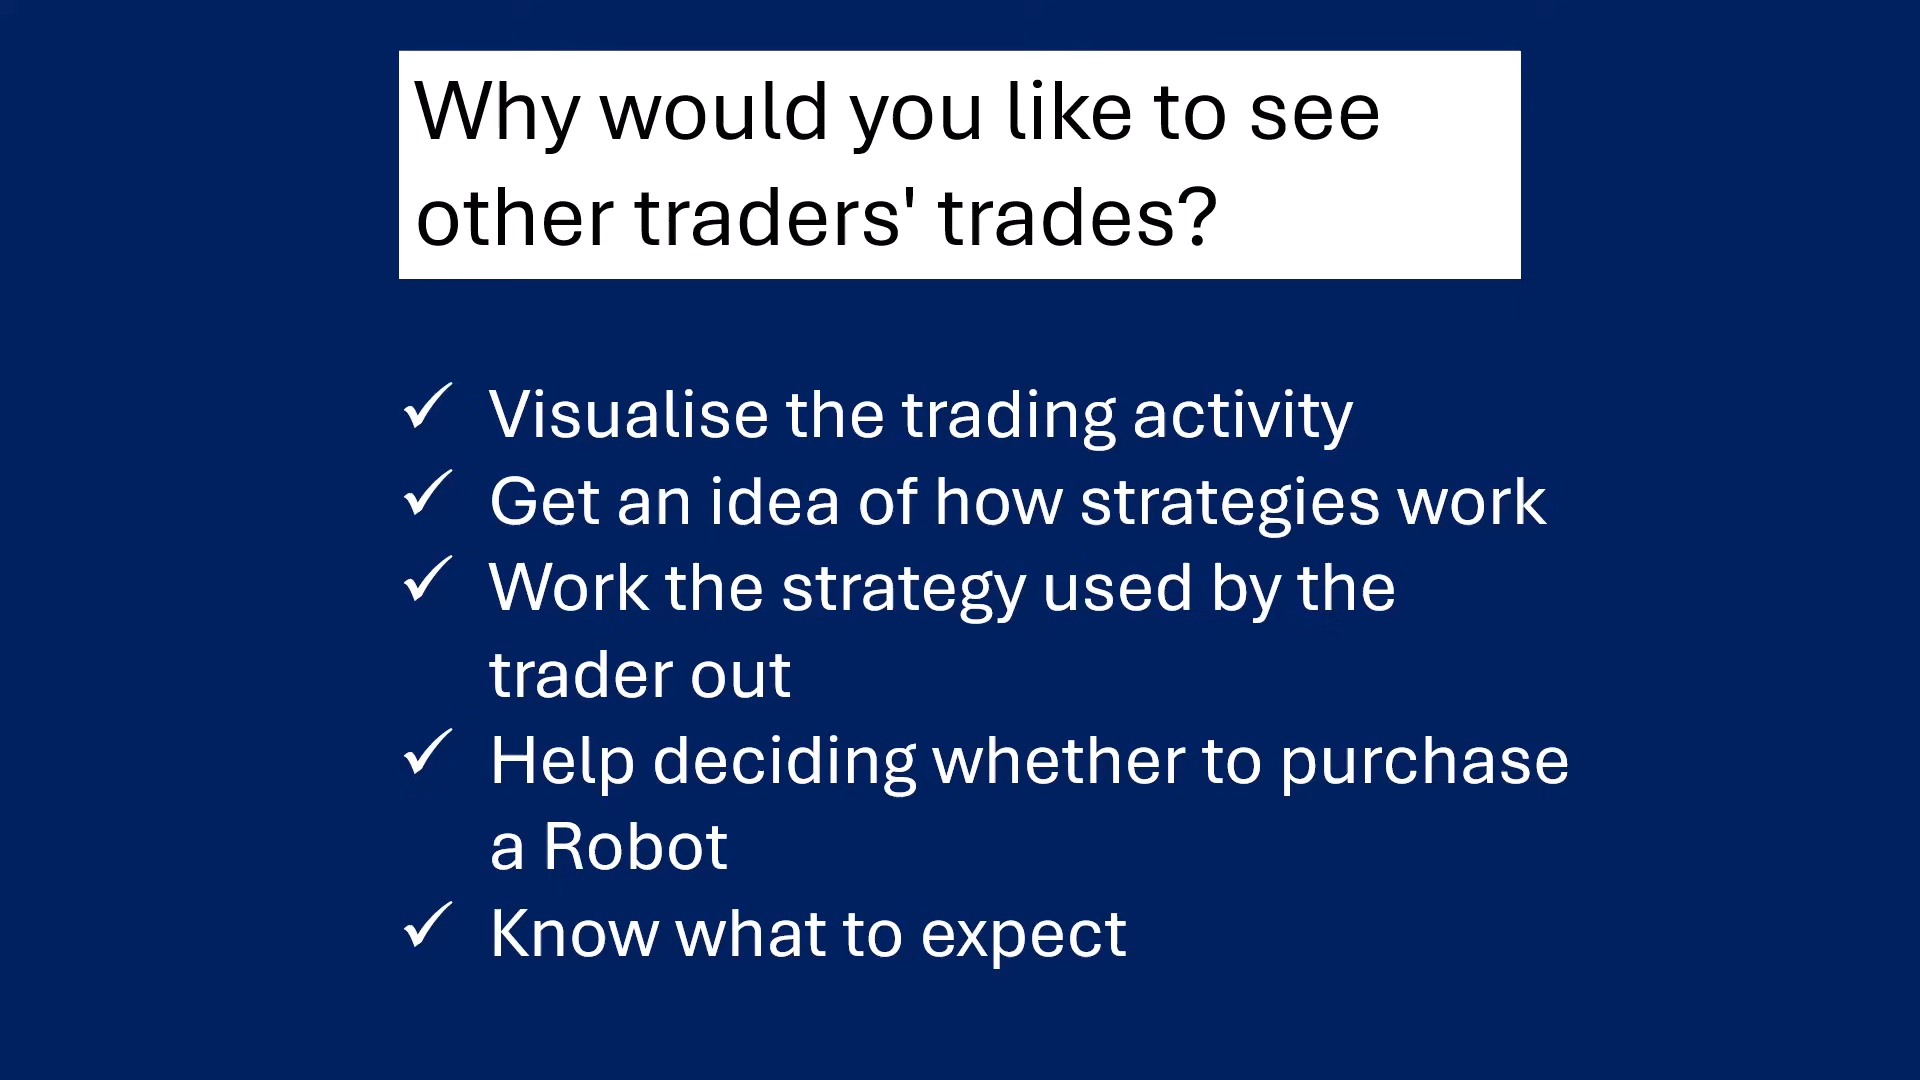 Why would you like to see
other traders' trades?
✓ Visualise the trading activity
✓ Get an idea of how strategies work
✓ Work the strategy used by the
trader out
✓ Help deciding whether to purchase
a Robot
✓ Know what to expect